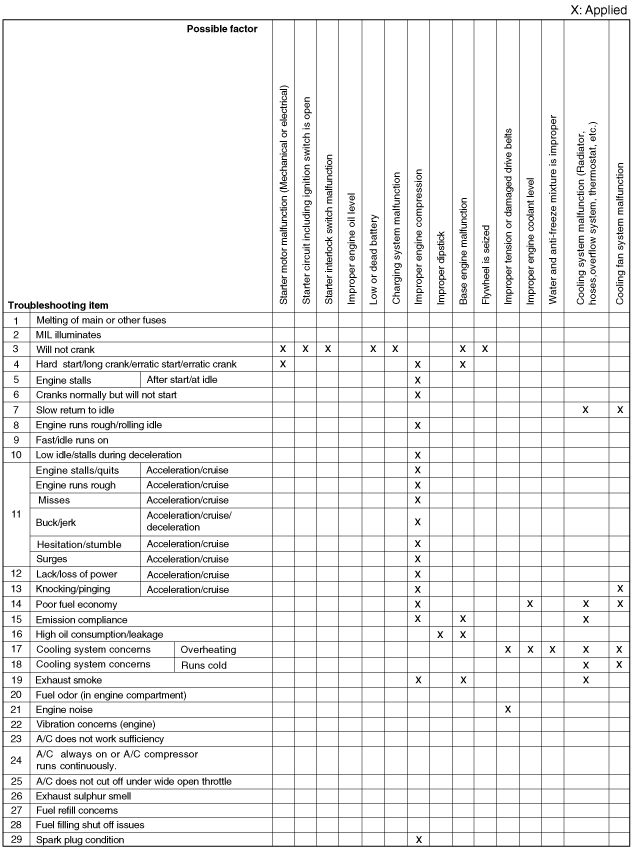 X: Applied
Possible factor
Starter motor malfunction (Mechanical or electrical)
Starter circuit including ignition switch is open
Starter interlock switch malfunction
Improper engine oil level
Low or dead battery
Charging system malfunction
Improper engine compression
Improper dipstick
Base engine malfunction
Flywheel is seized
Improper tension or damaged drive belts
Improper engine coolant level
Water and anti-freeze mixture is improper
Cooling system malfunction (Radiator,
hoses,overflow system, thermostat, etc.)
Cooling fan system malfunction
Troubleshooting item
1 Melting of main or other fuses
2 MIL illuminates
3 Will not crank X X X X X X X
4 Hard start/long crank/erratic start/erratic crank X X X
5 Engine stalls After start/at idle X
6 Cranks normally but will not start X
7 Slow return to idle X X
8 Engine runs rough/rolling idle X
9 Fast/idle runs on
10 Low idle/stalls during deceleration X
11
Engine stalls/quits Acceleration/cruise X
Engine runs rough Acceleration/cruise X
Misses Acceleration/cruise X
Buck/jerk Acceleration/cruise/
deceleration X
Hesitation/stumble Acceleration/cruise X
Surges Acceleration/cruise X
12 Lack/loss of power Acceleration/cruise X
13 Knocking/pinging Acceleration/cruise X X
14 Poor fuel economy X X X X
15 Emission compliance X X X
16 High oil consumption/leakage X X
17 Cooling system concerns Overheating X X X X X
18 Cooling system concerns Runs cold X X
19 Exhaust smoke X X X
20 Fuel odor (in engine compartment)
21 Engine noise X
22 Vibration concerns (engine)
23 A/C does not work sufficiency
24 A/C always on or A/C compressor
runs continuously.
25 A/C does not cut off under wide open throttle
26 Exhaust sulphur smell
27 Fuel refill concerns
28 Fuel filling shut off issues
29 Spark plug condition X